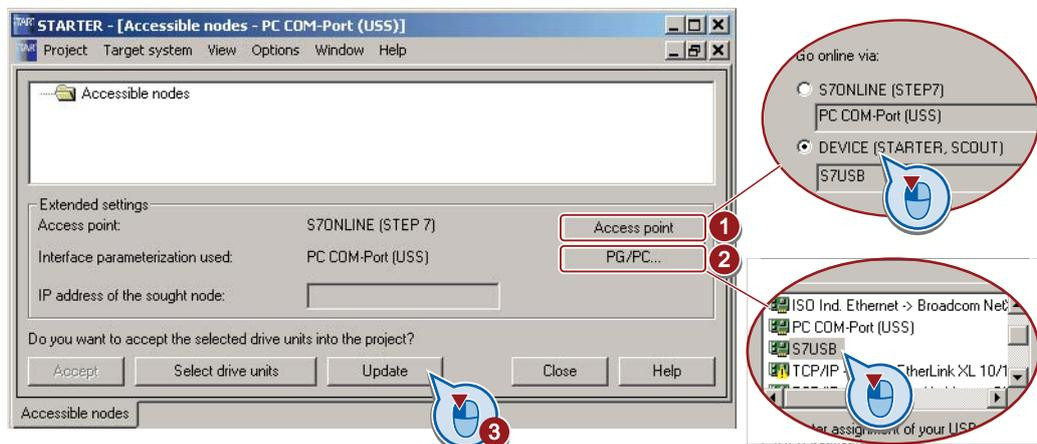 STARTER - [Accessible nodes - PC COM-Port (USS)]
Project Target system View Options Window Help
Accessible nodes
Extended settings
Access point: S7ONLINE (STEP 7) Access point
Interface parameterization used: PC COM-Port (USS) PG/PC...
IP address of the sought node:
Do you want to accept the selected drive units into the project?
Accept Select drive units Update Close Help
Accessible nodes
1
2
3
Go online via:
S7ONLINE (STEP7)
PC COM-Port (USS)
DEVICE (STARTER, SCOUT)
S7USB
ISO Ind. Ethernet -> Broadcom Net
PC COM-Port (USS)
S7USB
TCP/IP EtherLink XL 10/1
assignment of your USB